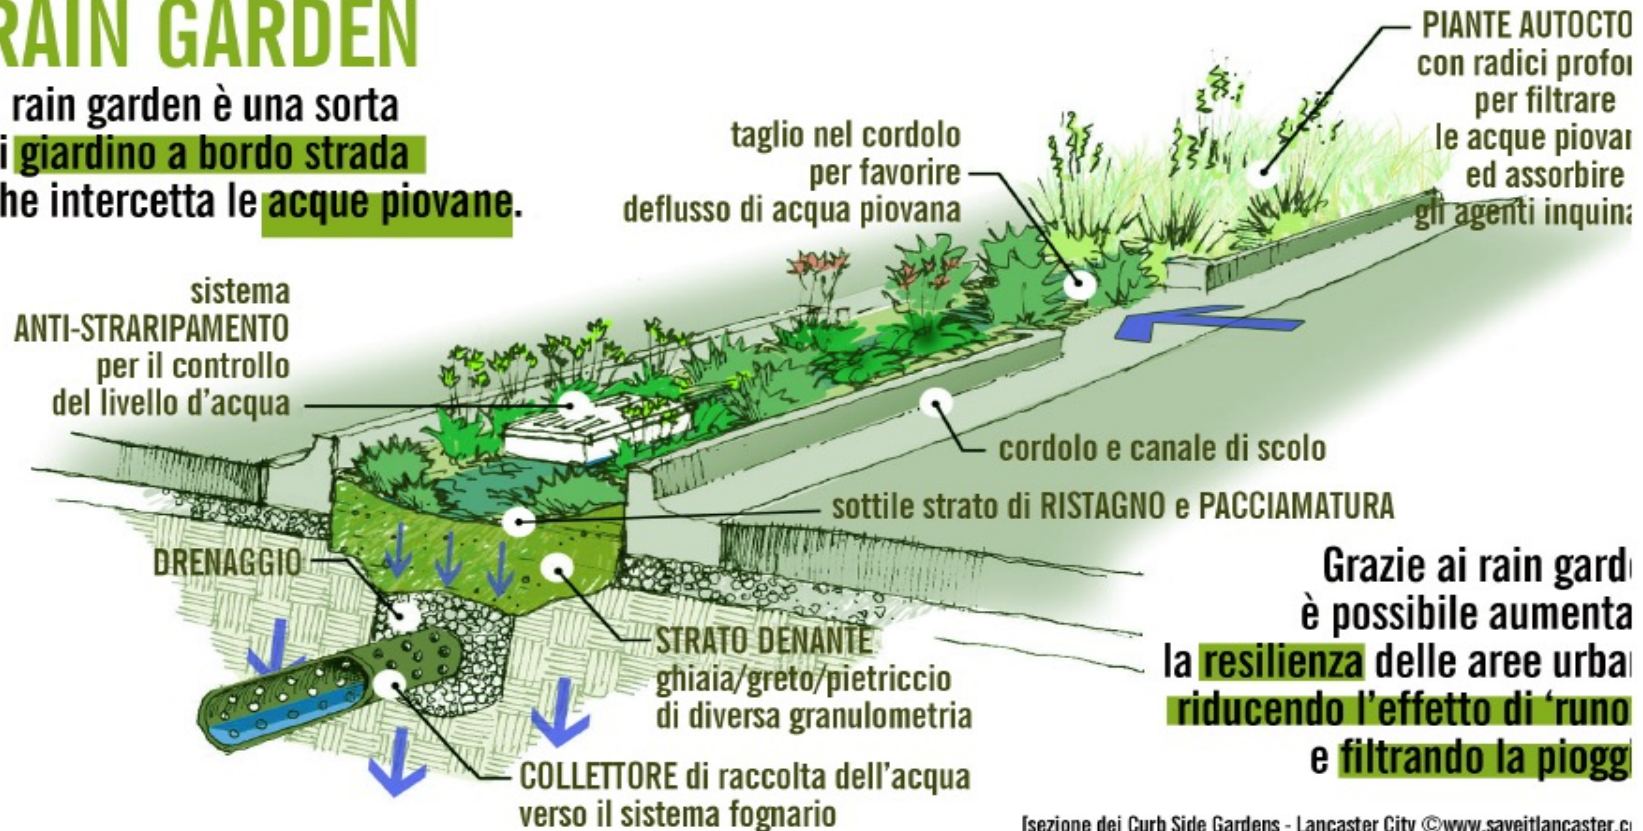 RAIN GARDEN
rain garden è una sorta
i giardino a bordo strada
he intercetta le acque piovane.
PIANTE AUTOCTO
con radici profon
per filtrare
le acque piovan
ed assorbire
gli agenti inquina
taglio nel cordolo
per favorire
deflusso di acqua piovana
sistema
ANTI-STRARIPAMENTO
per il controllo
del livello d'acqua
cordolo e canale di scolo
sottile strato di RISTAGNO e PACCIAMATURA
DRENAGGIO
STRATO DENANTE
ghiaia/greto/pietriccio
di diversa granulometria
COLLETTORE di raccolta dell'acqua
verso il sistema fognario
Grazie ai rain gard
è possibile aumenta
la resilienza delle aree urba
riducendo l'effetto di 'runo
e filtrando la piogg
[sezione dei Curb Side Gardens - Lancaster City ©www.saveitlancaster.c